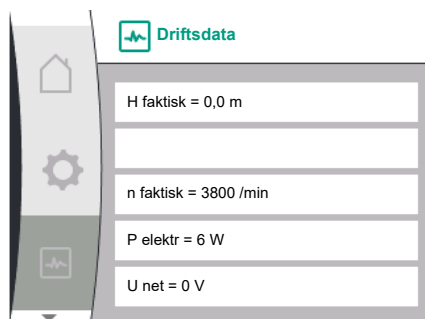 Driftsdata
H faktisk = 0,0 m
n faktisk = 3800 /min
P elektr = 6 W
U net = 0 V